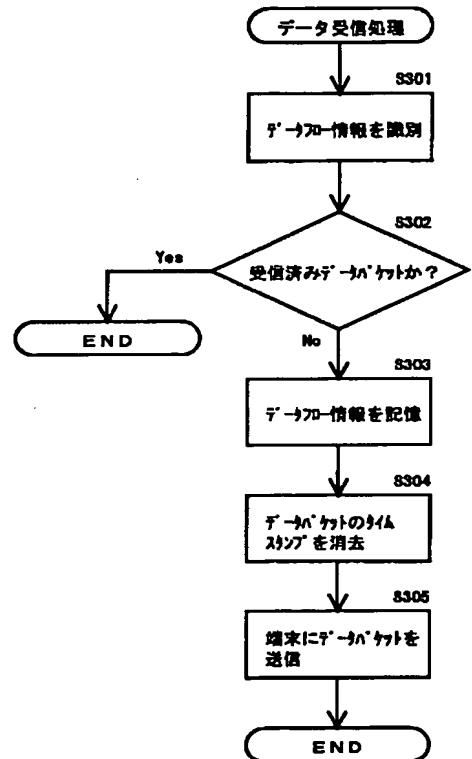 データ受信処理
S301
ﾃﾞｰﾀﾌﾛｰ情報を識別
S302
受信済みﾃﾞｰﾀﾊﾟｹｯﾄか？
Yes
END
No
S303
ﾃﾞｰﾀﾌﾛｰ情報を記憶
S304
ﾃﾞｰﾀﾊﾟｹｯﾄのﾀｲﾑ
ｽﾀﾝﾌﾟを消去
S305
端末にﾃﾞｰﾀﾊﾟｹｯﾄを
送信
END